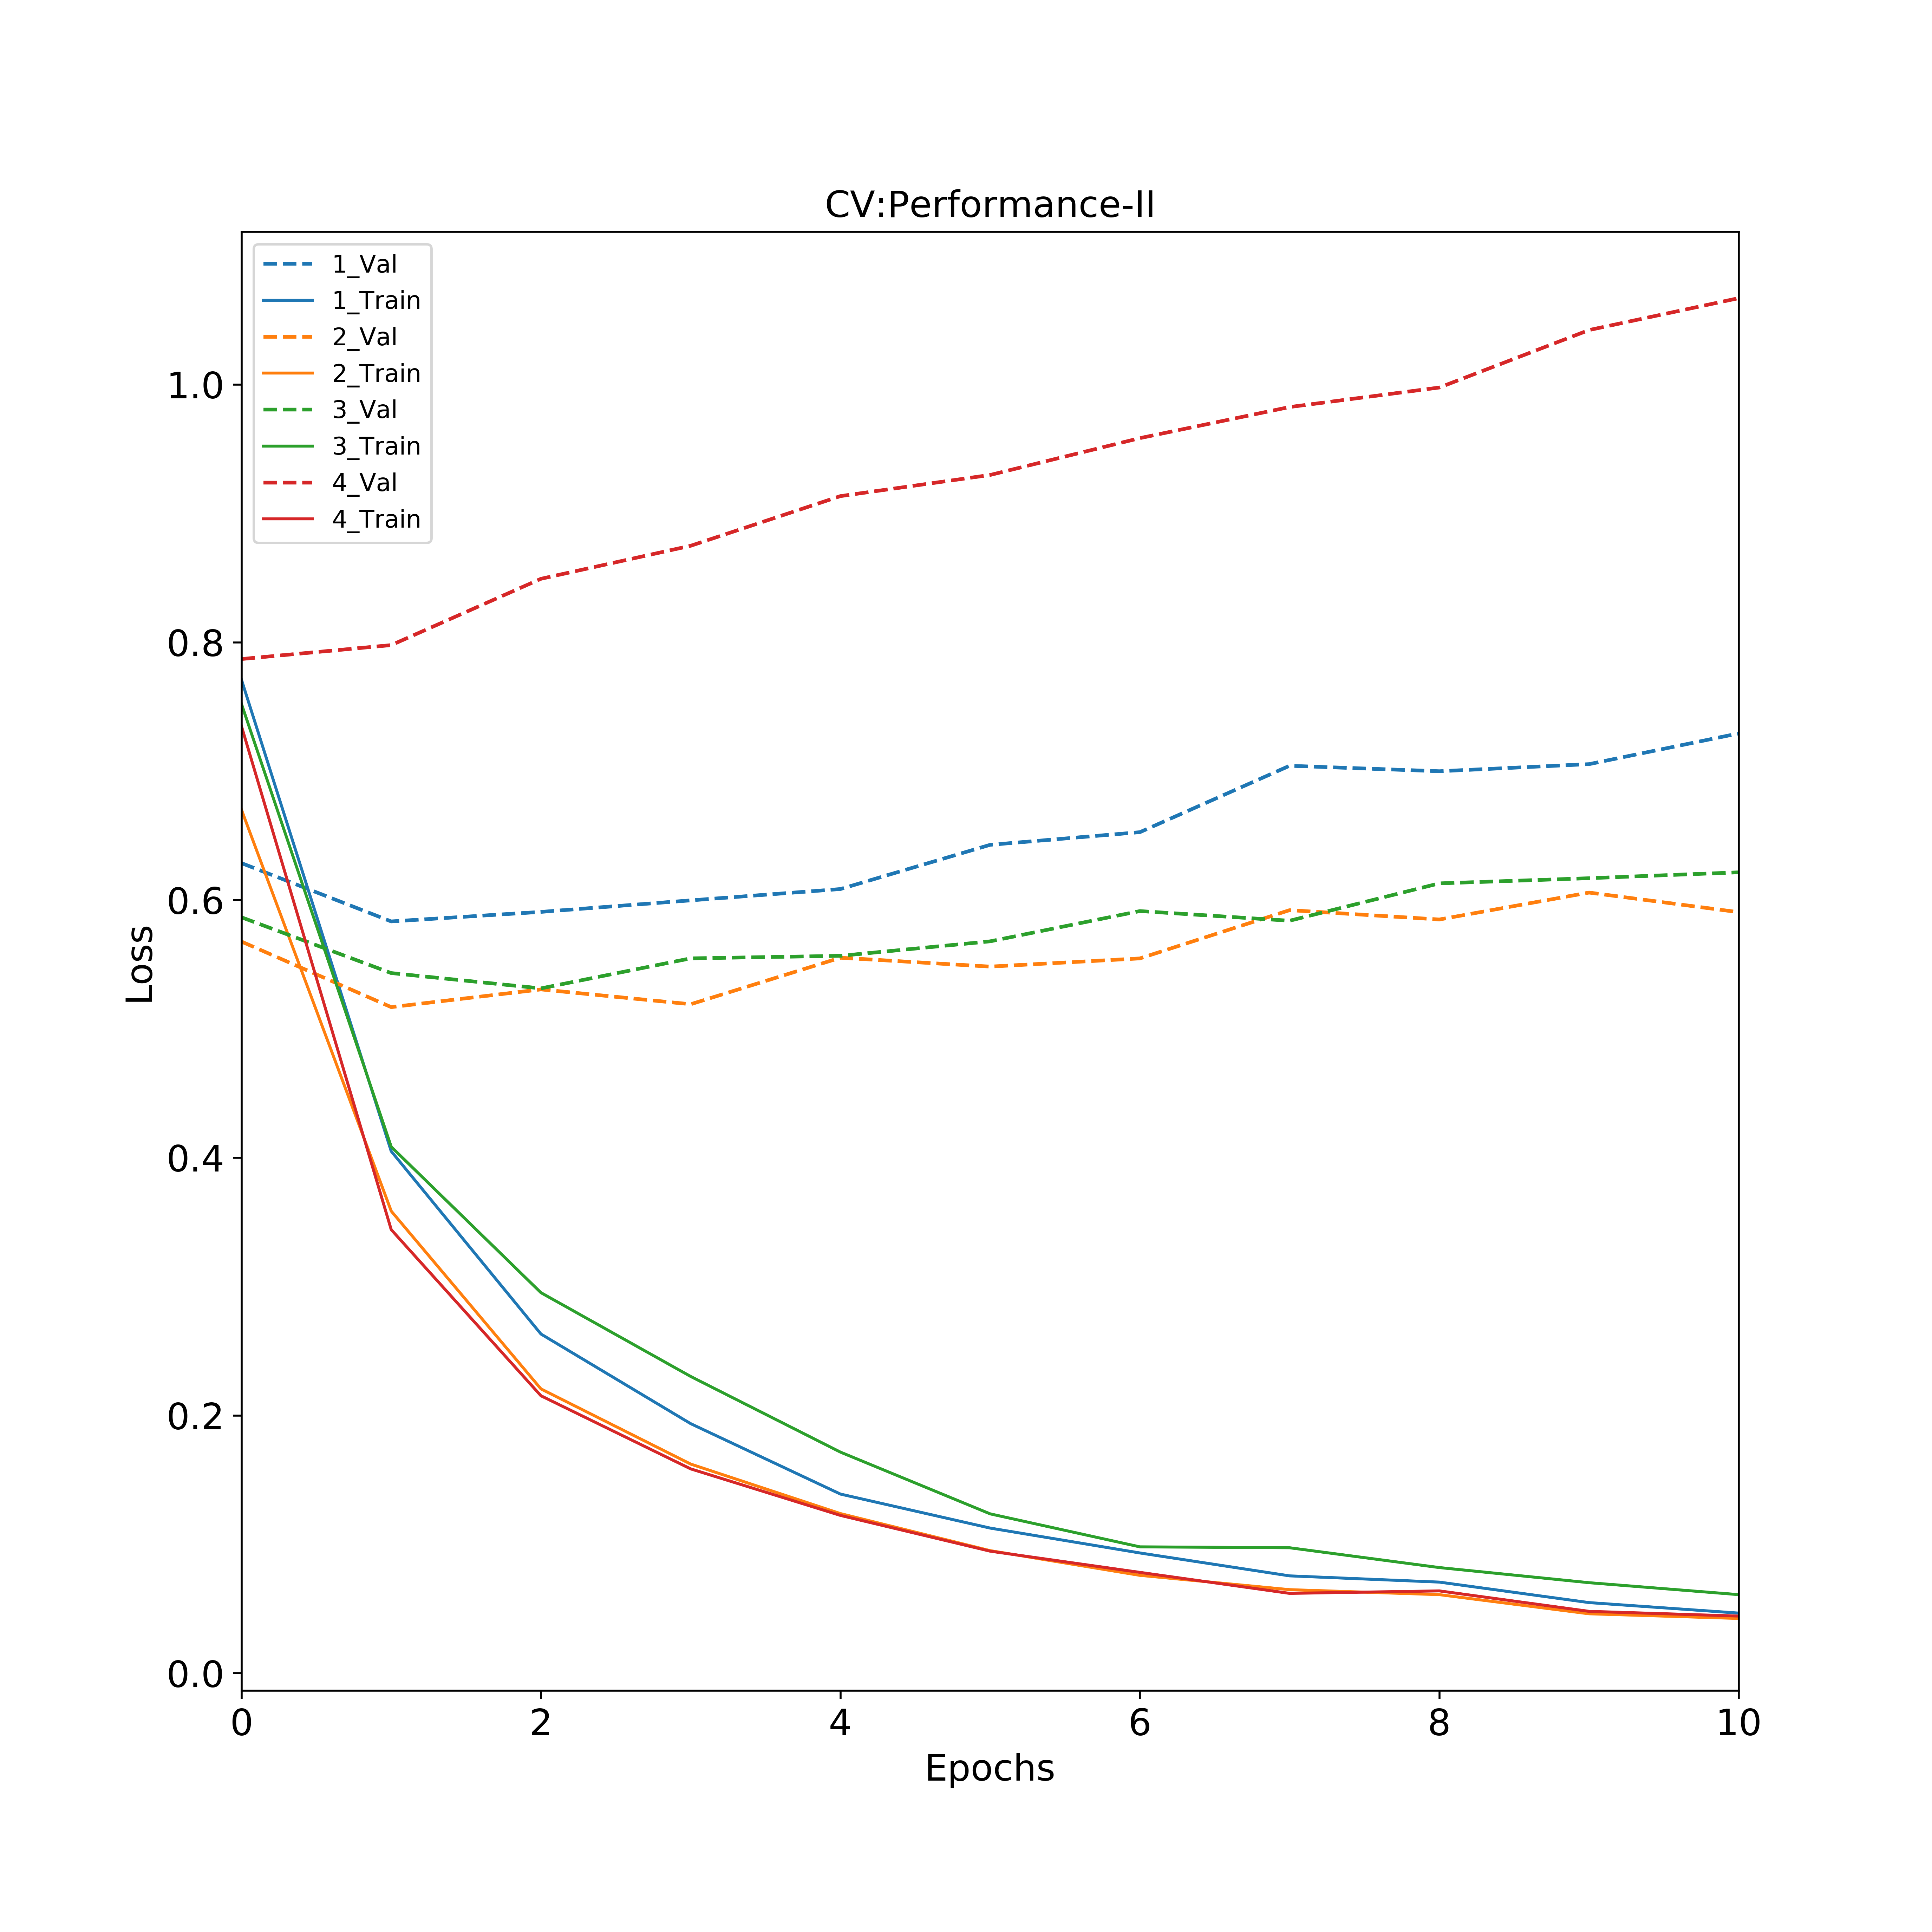 CV:Performance-II
1_Val
1_Train
2_Val
2_Train
3_Val
3_Train
4_Val
4_Train
1.0
0.8
0.6
0.4
0.2
0.0
Loss
0 2 4 6 8 10
Epochs